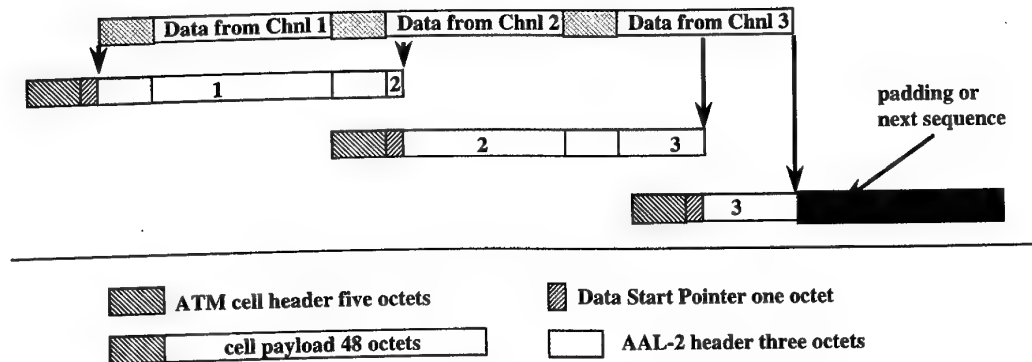 Data from Chnl 1 Data from Chnl 2 Data from Chnl 3
1 2
2 3
padding or
next sequence
3
ATM cell header five octets
Data Start Pointer one octet
cell payload 48 octets
AAL-2 header three octets